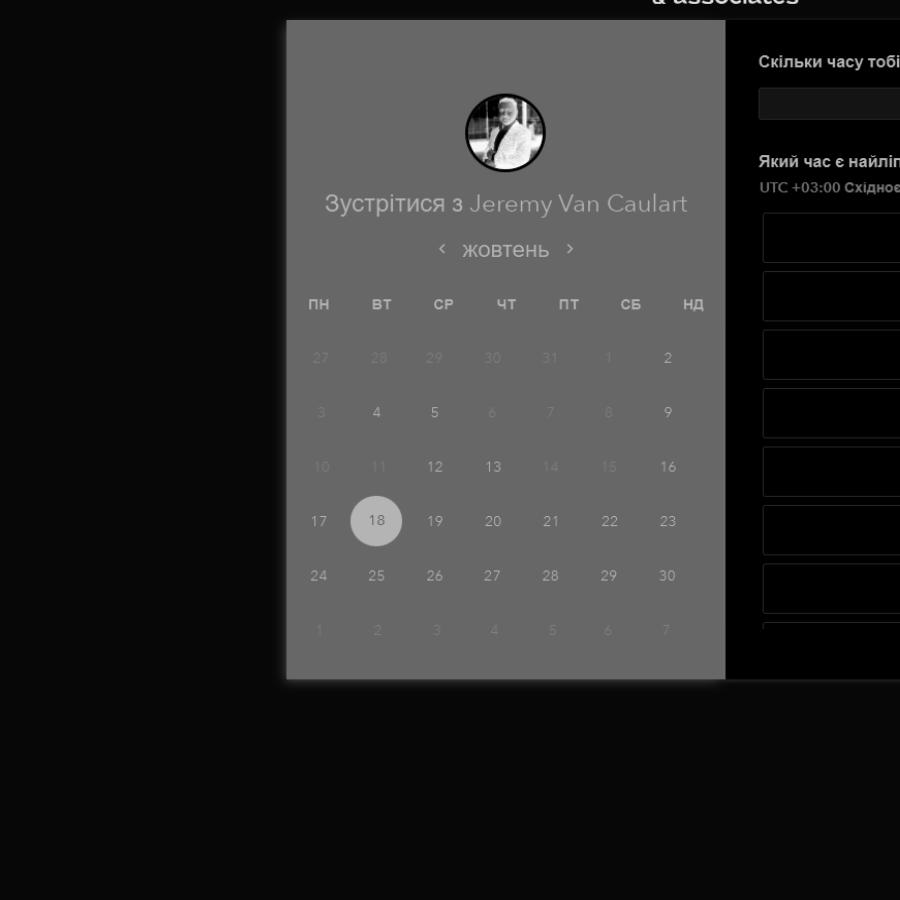 & associates
Зустрітися з Jeremy Van Caulart
жовтень
ПН ВТ СР ЧТ ПТ СБ НД
27 28 29 30 31 1 2
3 4 5 6 7 8 9
10 11 12 13 14 15 16
17 18 19 20 21 22 23
24 25 26 27 28 29 30
1 2 3 4 5 6 7
Скільки часу тобі
Який час є найліп
UTC +03:00 Східноє